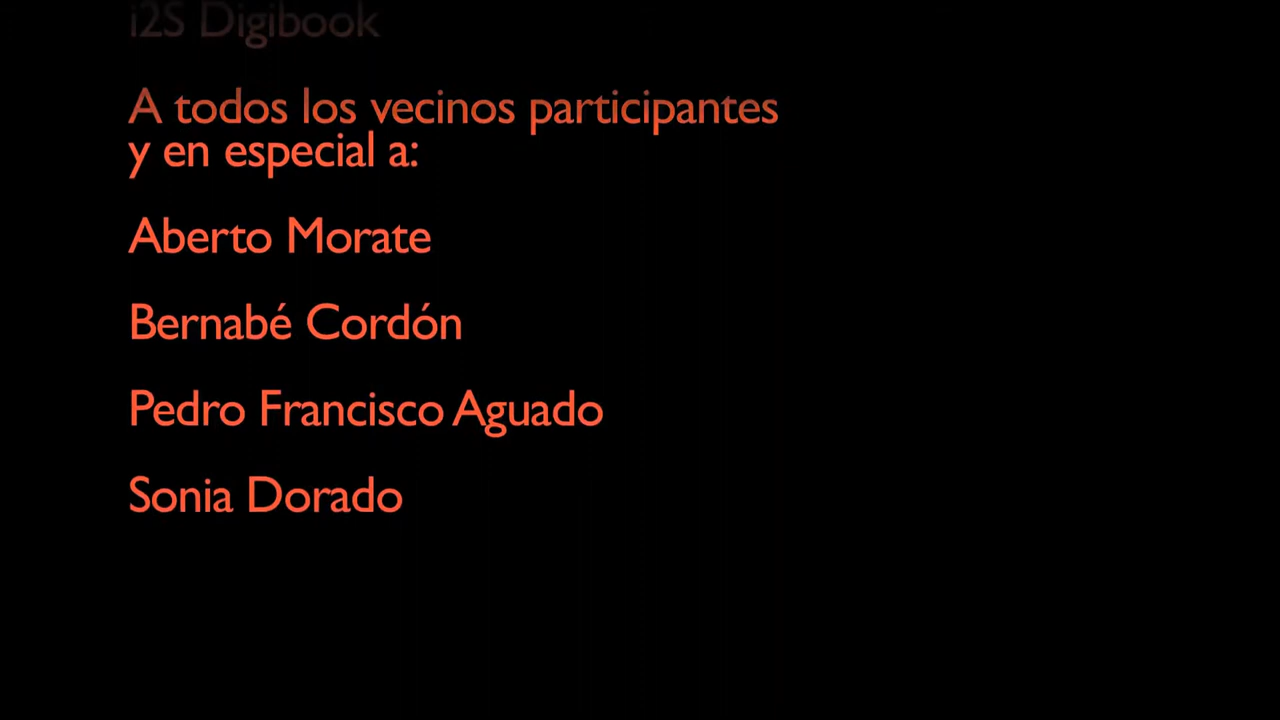 i2S Digibook
A todos los vecinos participantes
y en especial a:
Aberto Morate
Bernabé Cordón
Pedro Francisco Aguado
Sonia Dorado